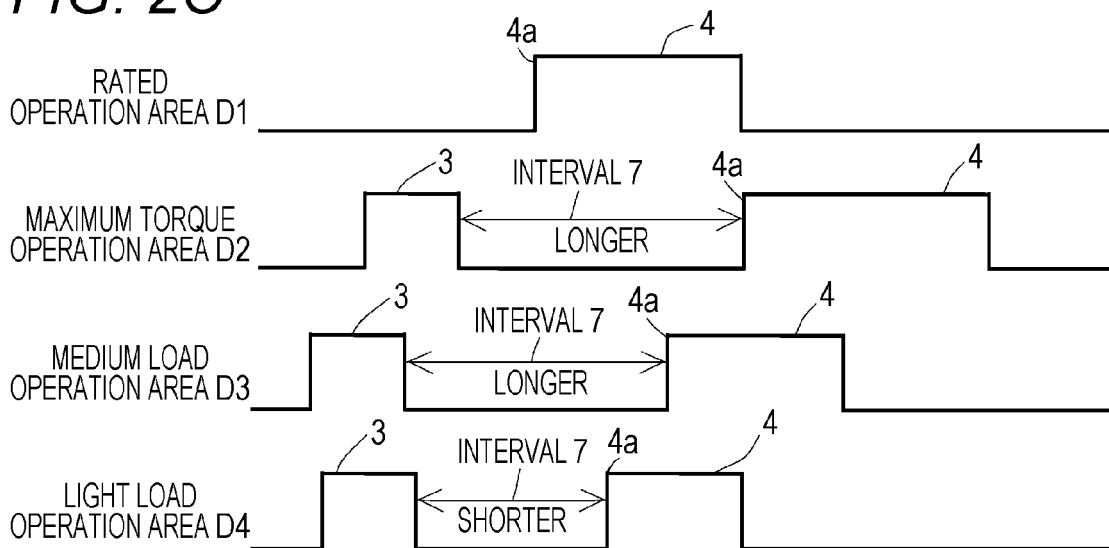 FIG. 2C
4a
4
RATED
OPERATION AREA D1
3
INTERVAL 7
4a
4
MAXIMUM TORQUE
OPERATION AREA D2
LONGER
3
INTERVAL 7
4a
4
MEDIUM LOAD
OPERATION AREA D3
LONGER
3
INTERVAL 7
4a
4
LIGHT LOAD
OPERATION AREA D4
SHORTER